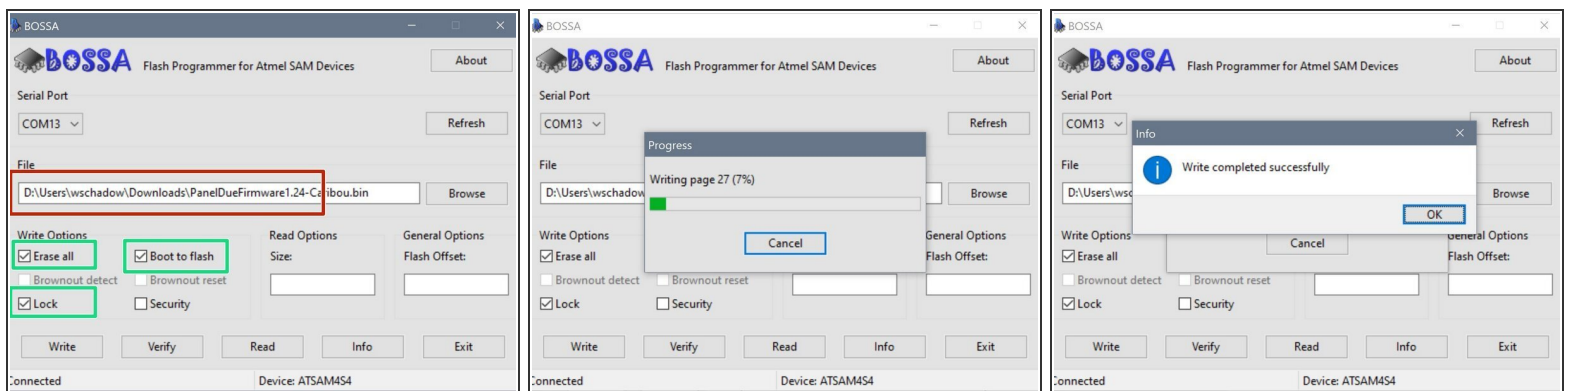 BOSSA
BOSSA Flash Programmer for Atmel SAM Devices About
Serial Port
COM13 Refresh
File
D:\Users\wschadow\Downloads\PanelDueFirmware1.24-Caribou.bin Browse
Write Options Read Options General Options
Erase all Boot to flash Size: Flash Offset:
Brownout detect Brownout reset
Lock Security
Write Verify Read Info Exit
Connected Device: ATSAM4S4
BOSSA
BOSSA Flash Programmer for Atmel SAM Devices About
Serial Port
COM13 Refresh
Progress
File
Writing page 27 (7%)
D:\Users\wschadow Browse
Write Options General Options
Cancel
Erase all Flash Offset:
Brownout detect Brownout reset
Lock Security
Write Verify Read Info Exit
Connected Device: ATSAM4S4
BOSSA
BOSSA Flash Programmer for Atmel SAM Devices About
Serial Port
COM13 Refresh
Info
File
Write completed successfully
D:\Users\wsc Browse
OK
Write Options General Options
Cancel
Erase all Flash Offset:
Brownout detect Brownout reset
Lock Security
Write Verify Read Info Exit
Connected Device: ATSAM4S4